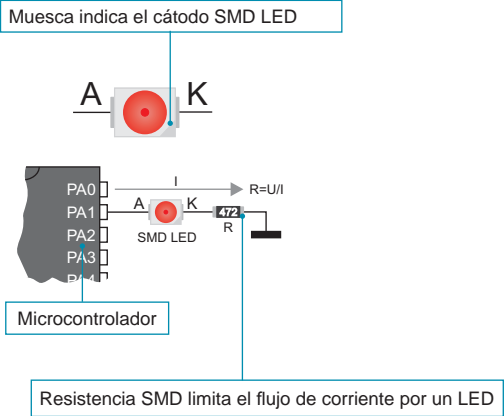 Muesca indica el cátodo SMD LED
A K
PA0 I R=U/I
PA1 A K 472
PA2 SMD LED R
PA3
PA4
Microcontrolador
Resistencia SMD limita el flujo de corriente por un LED